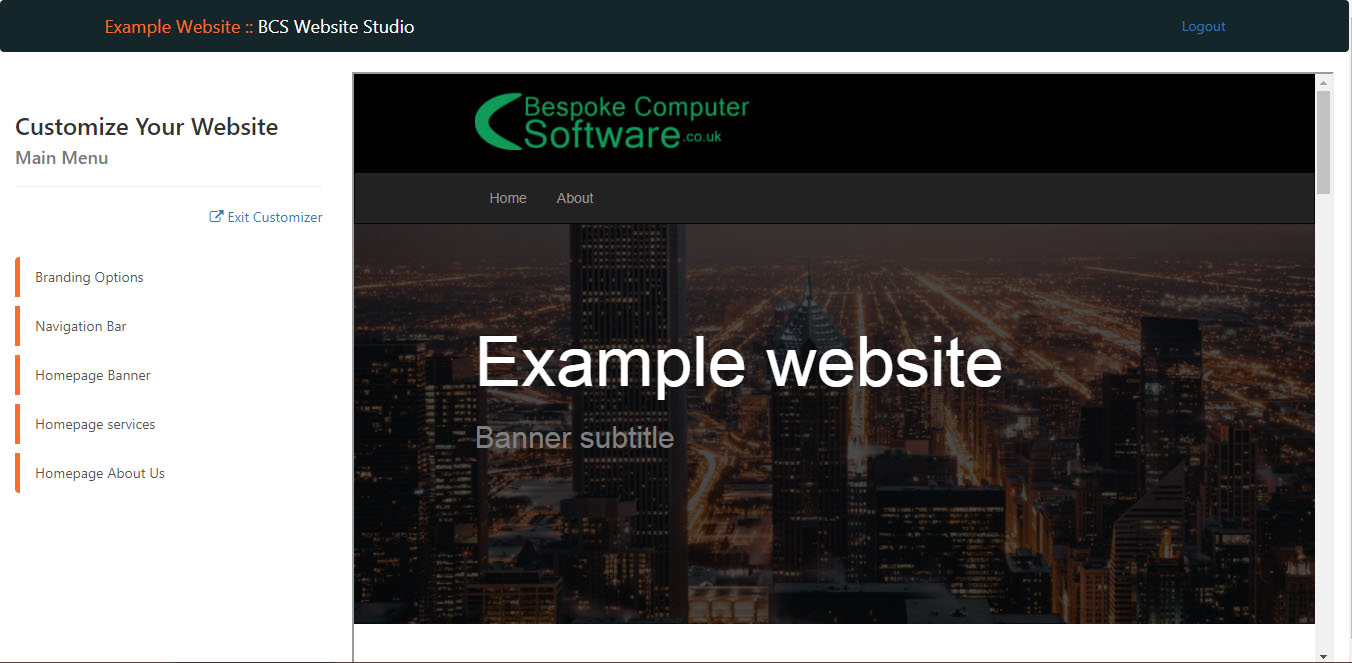 Example Website :: BCS Website Studio
Logout
Customize Your Website
Main Menu
Exit Customizer
Branding Options
Navigation Bar
Homepage Banner
Homepage services
Homepage About Us
Bespoke Computer
Software.co.uk
Home About
Example website
Banner subtitle